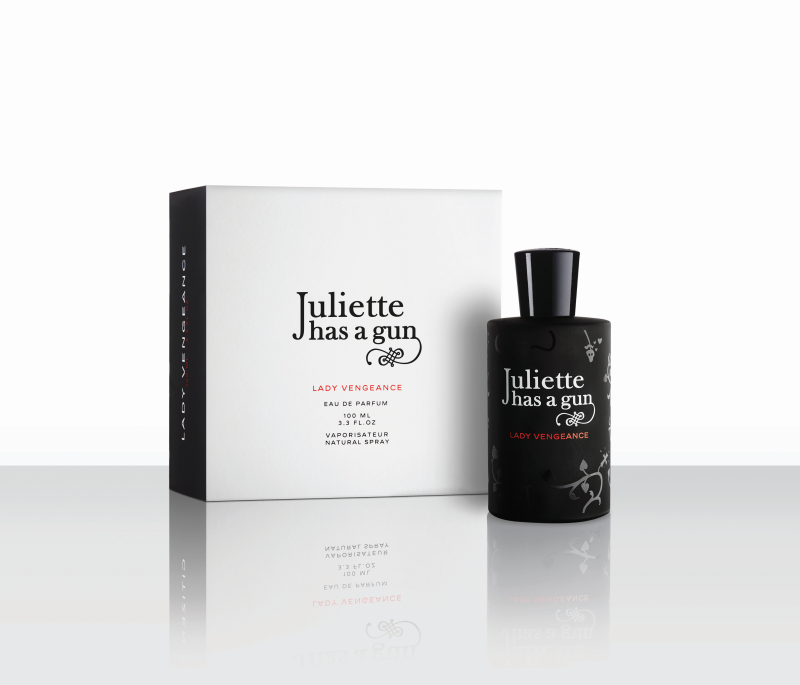 LADY VENGEANCE
Juliette
has a gun
LADY VENGEANCE
EAU DE PARFUM
100 ML
3.3 FL.OZ
VAPORISATEUR
NATURAL SPRAY
Juliette
has a gun
LADY VENGEANCE